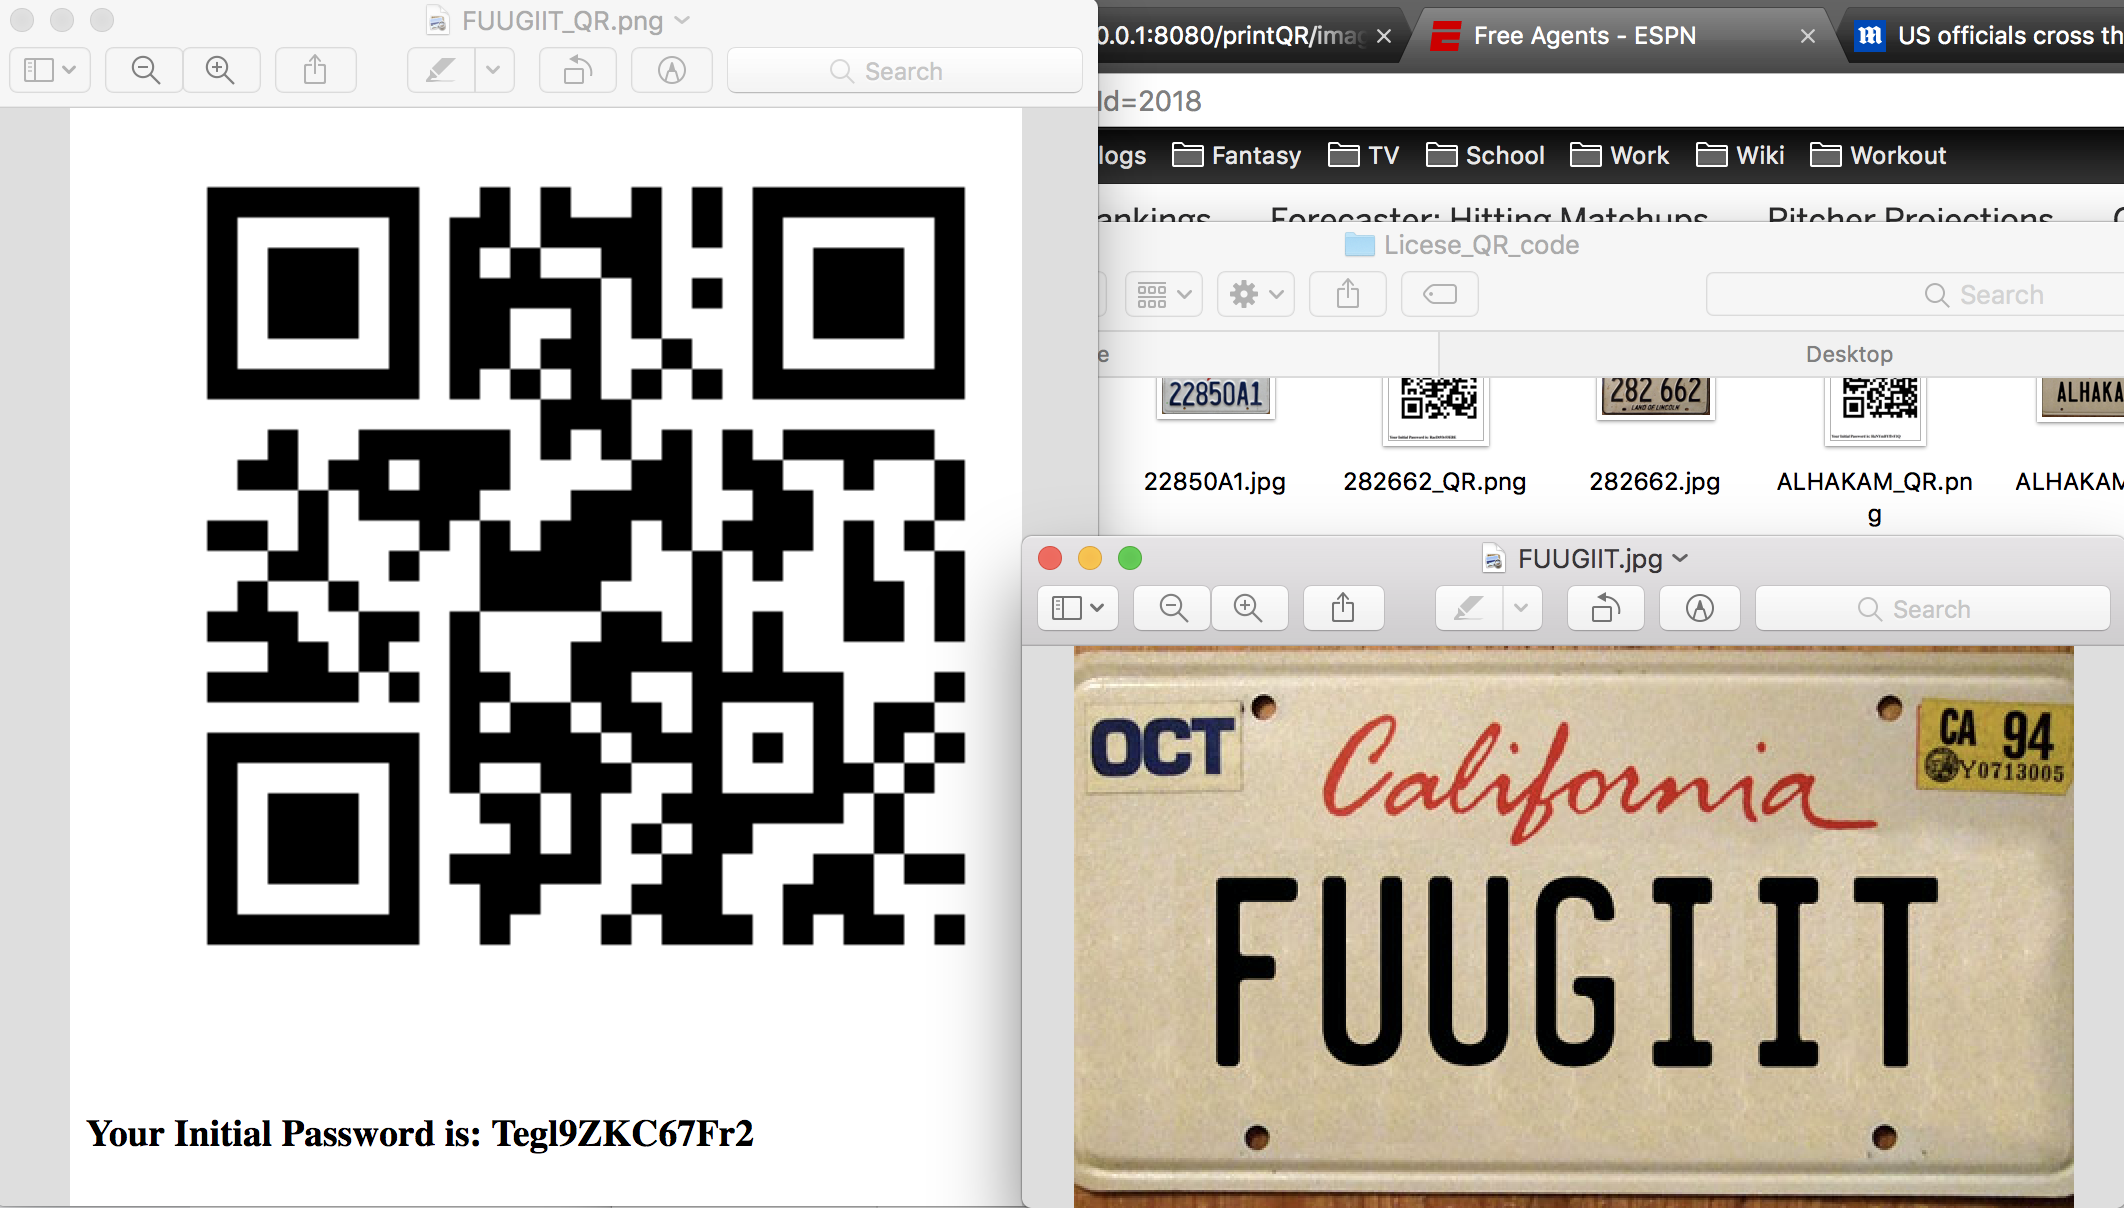 FUUGIIT_QR.png
Search
Your Initial Password is: Tegl9ZKC67Fr2
0.0.1:8080/printQR/imag
Free Agents - ESPN
US officials cross th
Id=2018
logs
Fantasy
TV
School
Work
Wiki
Workout
ankings
Forecaster: Hitting Matchups
Pitcher Projections
Licese_QR_code
Search
e
Desktop
22850A1
282 662
LAND OF LINCOLN
ALHAKA
22850A1.jpg
282662_QR.png
282662.jpg
ALHAKAM_QR.pn
g
ALHAKAM
FUUGIIT.jpg
Search
OCT
California
CA 94
Y0713005
FUUGIIT